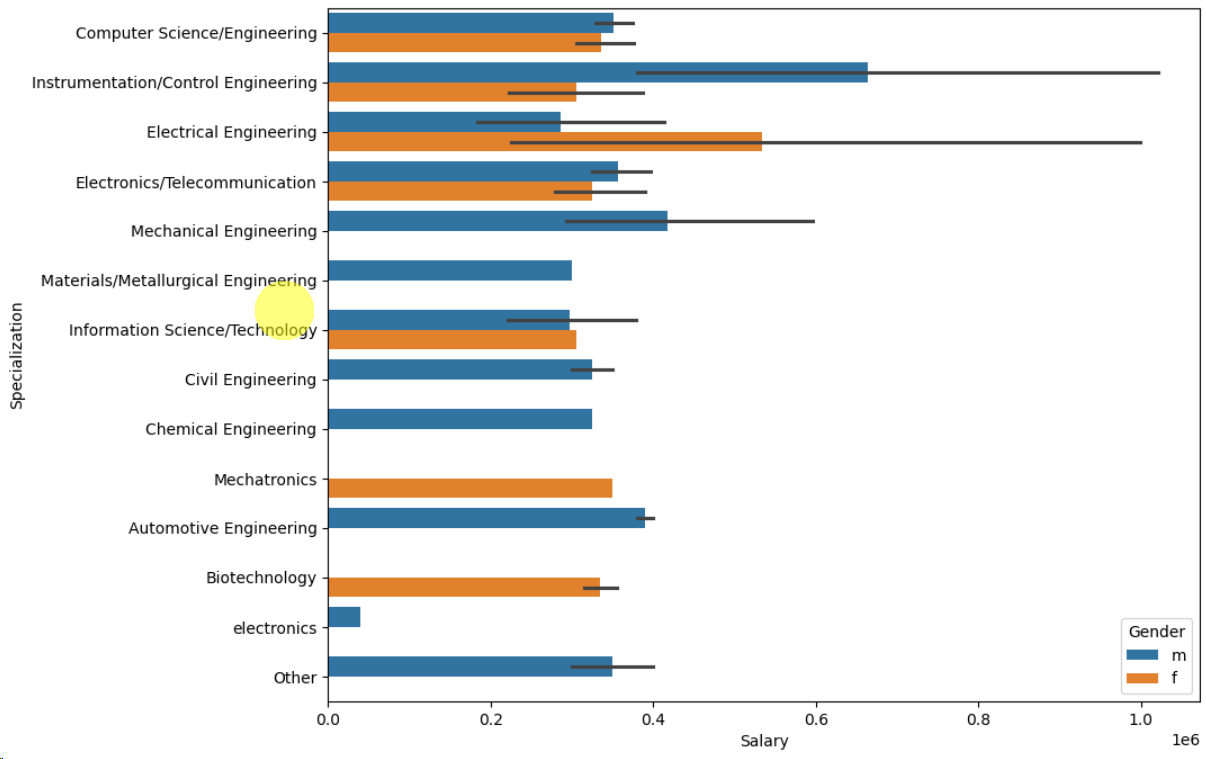 Computer Science/Engineering
Instrumentation/Control Engineering
Electrical Engineering
Electronics/Telecommunication
Mechanical Engineering
Materials/Metallurgical Engineering
Information Science/Technology
Civil Engineering
Chemical Engineering
Mechatronics
Automotive Engineering
Biotechnology
electronics
Other
Specialization
Gender
m
f
0.0 0.2 0.4 0.6 0.8 1.0
1e6
Salary